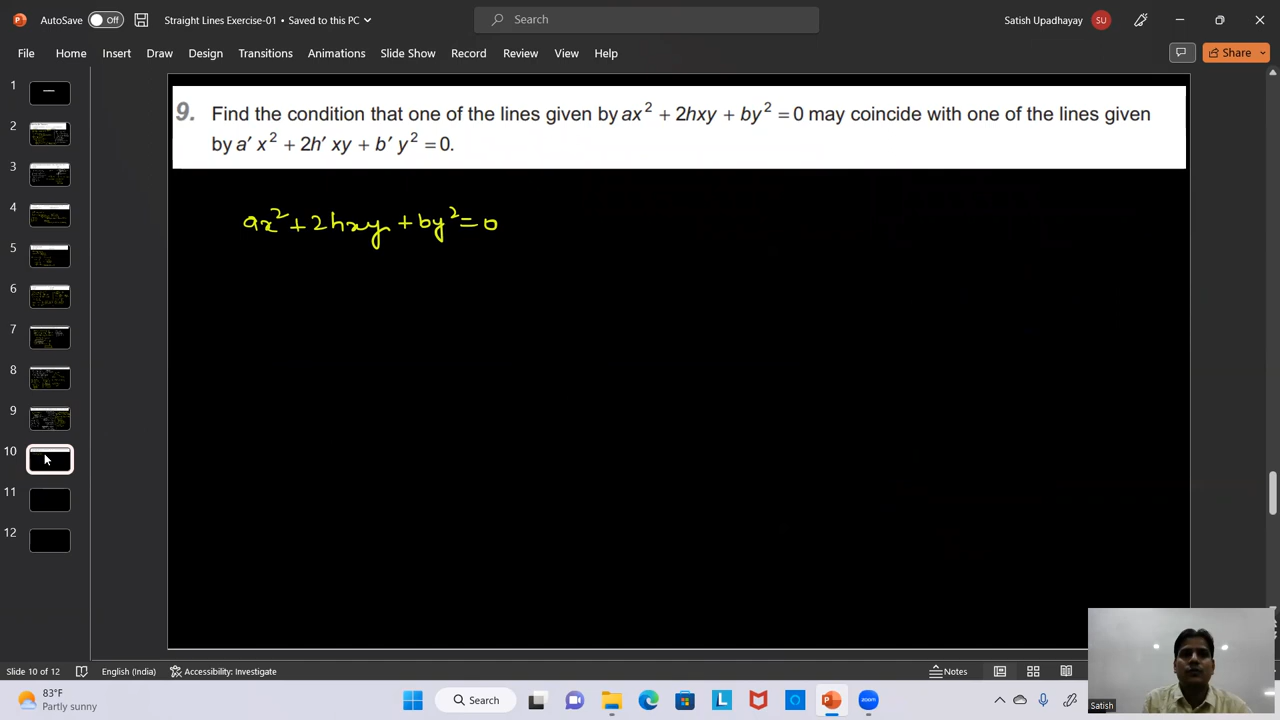 AutoSave Off Straight Lines Exercise-01 • Saved to this PC Search Satish Upadhayay SU
File Home Insert Draw Design Transitions Animations Slide Show Record Review View Help Share
1
2
3
4
5
6
7
8
9
10
11
12
9. Find the condition that one of the lines given by ax² + 2hxy + by² = 0 may coincide with one of the lines given
by a′ x² + 2h′ xy + b′ y² = 0.
ax² + 2hxy + by² = 0
Satish
Slide 10 of 12 English (India) Accessibility: Investigate Notes
83°F
Partly sunny
Search
zoom